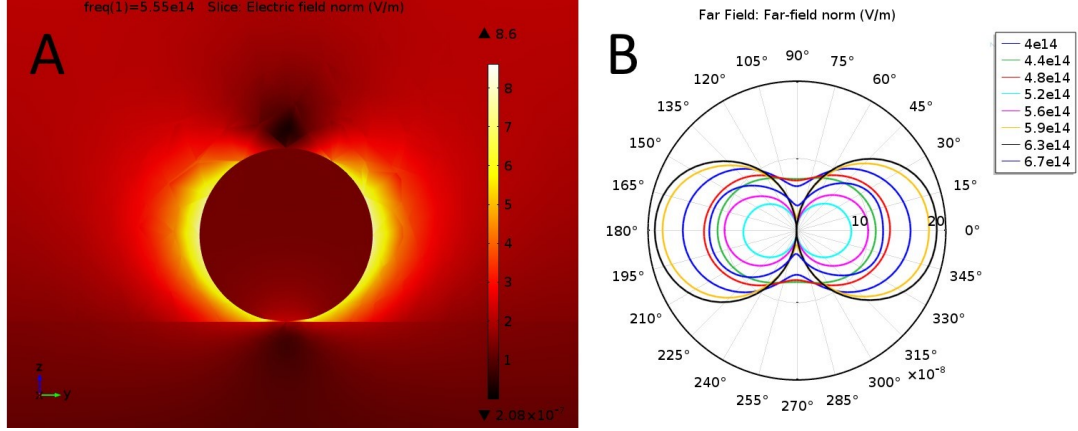 freq(1)=5.55e14 Slice: Electric field norm (V/m)
A
▲ 8.6
8
7
6
5
4
3
2
1
▼ 2.08×10⁻⁷
z
y
B
Far Field: Far-field norm (V/m)
90°
105°
75°
120°
60°
135°
45°
150°
30°
165°
15°
180°
10
20
0°
195°
345°
210°
330°
225°
315°
240°
300°
×10⁻⁸
255°
285°
270°
4e14
4.4e14
4.8e14
5.2e14
5.6e14
5.9e14
6.3e14
6.7e14